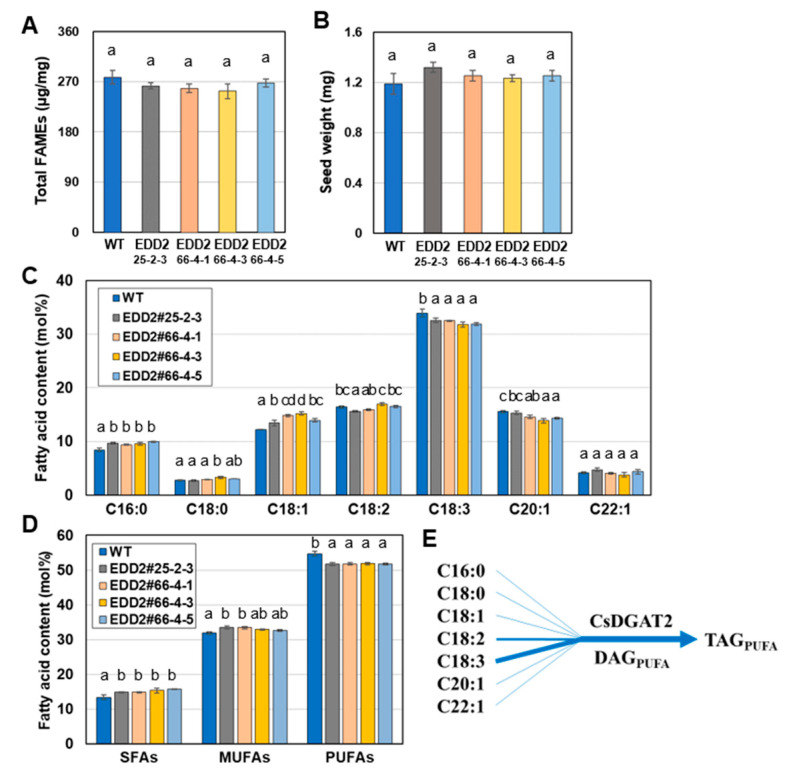 A
Total FAMEs (µg/mg)
360
270
180
90
0
a a a a a
WT EDD2 EDD2 EDD2 EDD2
25-2-3 66-4-1 66-4-3 66-4-5
B
Seed weight (mg)
1.6
1.2
0.8
0.4
0
a a a a a
WT EDD2 EDD2 EDD2 EDD2
25-2-3 66-4-1 66-4-3 66-4-5
C
Fatty acid content (mol%)
40
30
20
10
0
WT
EDD2#25-2-3
EDD2#66-4-1
EDD2#66-4-3
EDD2#66-4-5
a b b b b
a a a b ab
a b cd d bc
bc a ab c bc
b a a a a
c bc ab a a
a a a a a
C16:0 C18:0 C18:1 C18:2 C18:3 C20:1 C22:1
D
Fatty acid content (mol%)
60
50
40
30
20
10
0
WT
EDD2#25-2-3
EDD2#66-4-1
EDD2#66-4-3
EDD2#66-4-5
a b b b b
a b b ab ab
b a a a a
SFAs MUFAs PUFAs
E
C16:0
C18:0
C18:1
C18:2
C18:3
C20:1
C22:1
CsDGAT2
DAGPUFA
TAGPUFA